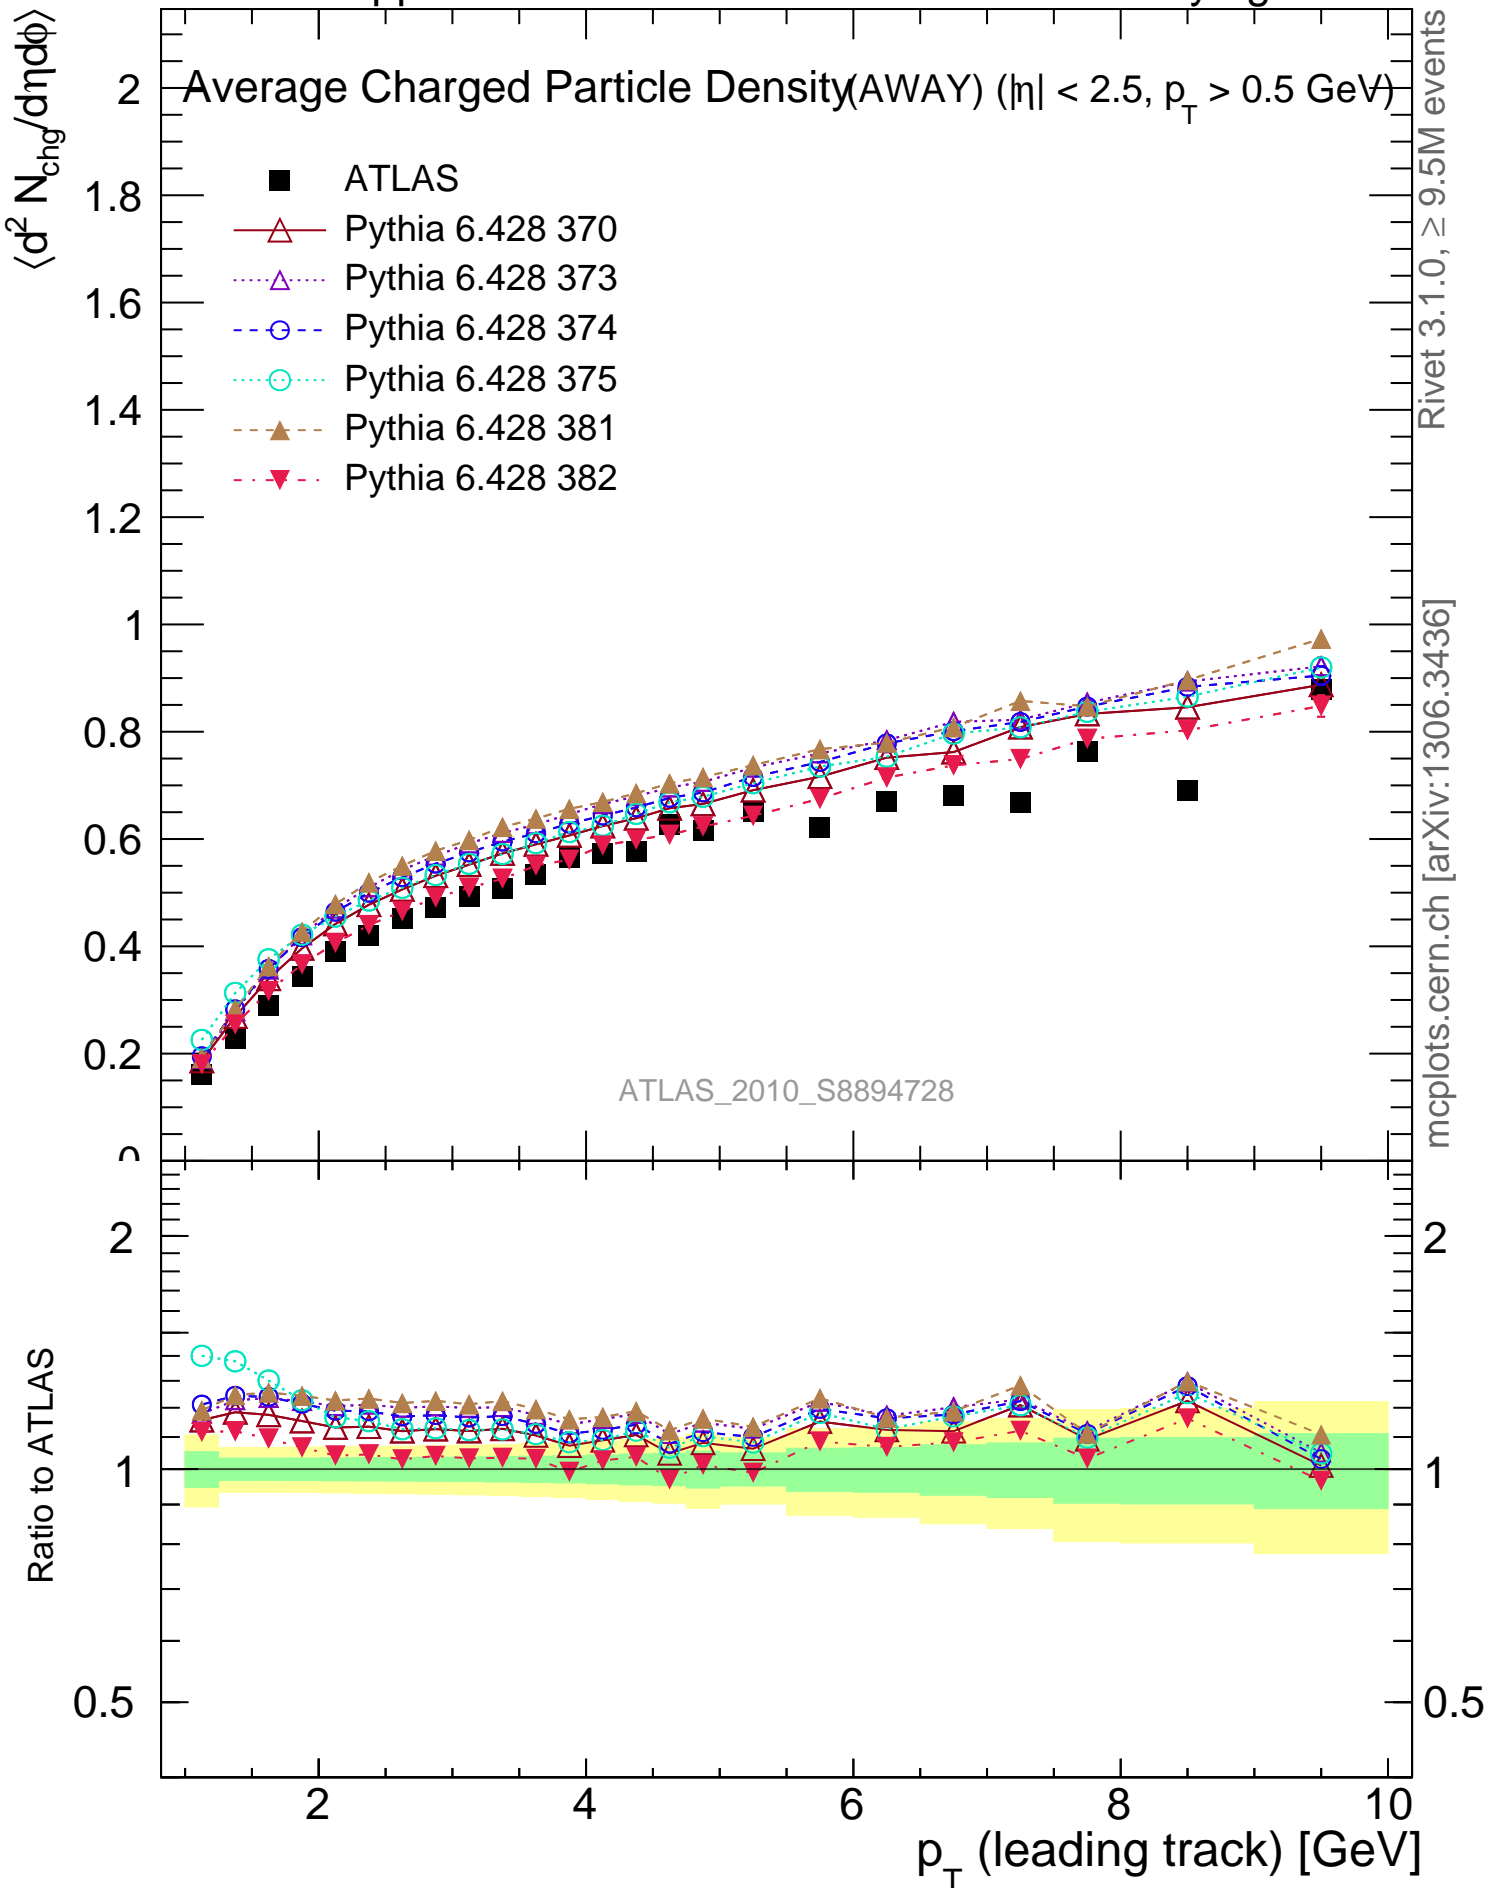 Average Charged Particle Density (AWAY) (|η| < 2.5, p_T > 0.5 GeV)
⟨d² N_chg/dηdϕ⟩
ATLAS
Pythia 6.428 370
Pythia 6.428 373
Pythia 6.428 374
Pythia 6.428 375
Pythia 6.428 381
Pythia 6.428 382
2
1.8
1.6
1.4
1.2
1
0.8
0.6
0.4
0.2
0
ATLAS_2010_S8894728
Rivet 3.1.0, ≥ 9.5M events
mcplots.cern.ch [arXiv:1306.3436]
Ratio to ATLAS
2
1
0.5
2
1
0.5
2 4 6 8 10
p_T (leading track) [GeV]